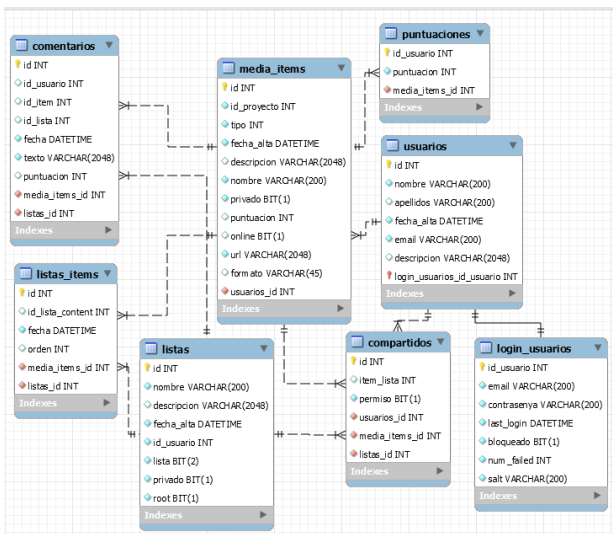 comentarios
id INT
id_usuario INT
id_item INT
id_lista INT
fecha DATETIME
texto VARCHAR(2048)
puntuacion INT
media_items_id INT
listas_id INT
Indexes
media_items
id INT
id_proyecto INT
tipo INT
fecha_alta DATETIME
descripcion VARCHAR(2048)
nombre VARCHAR(200)
privado BIT(1)
puntuacion INT
online BIT(1)
url VARCHAR(2048)
formato VARCHAR(45)
usuarios_id INT
Indexes
puntuaciones
id_usuario INT
puntuacion INT
media_items_id INT
Indexes
usuarios
id INT
nombre VARCHAR(200)
apellidos VARCHAR(200)
fecha_alta DATETIME
email VARCHAR(200)
descripcion VARCHAR(2048)
login_usuarios_id_usuario INT
Indexes
listas_items
id INT
id_lista_content INT
fecha DATETIME
orden INT
media_items_id INT
listas_id INT
Indexes
listas
id INT
nombre VARCHAR(200)
descripcion VARCHAR(2048)
fecha_alta DATETIME
id_usuario INT
lista BIT(2)
privado BIT(1)
root BIT(1)
Indexes
compartidos
id INT
item_lista INT
permiso BIT(1)
usuarios_id INT
media_items_id INT
listas_id INT
Indexes
login_usuarios
id_usuario INT
email VARCHAR(200)
contrasenya VARCHAR(200)
last_login DATETIME
bloqueado BIT(1)
num_failed INT
salt VARCHAR(200)
Indexes